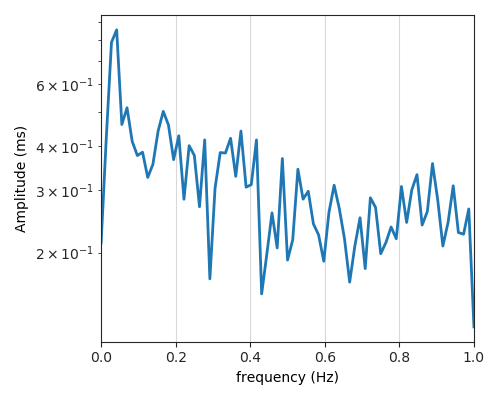 6 × 10⁻¹
4 × 10⁻¹
3 × 10⁻¹
2 × 10⁻¹
Amplitude (ms)
0.0 0.2 0.4 0.6 0.8 1.0
frequency (Hz)